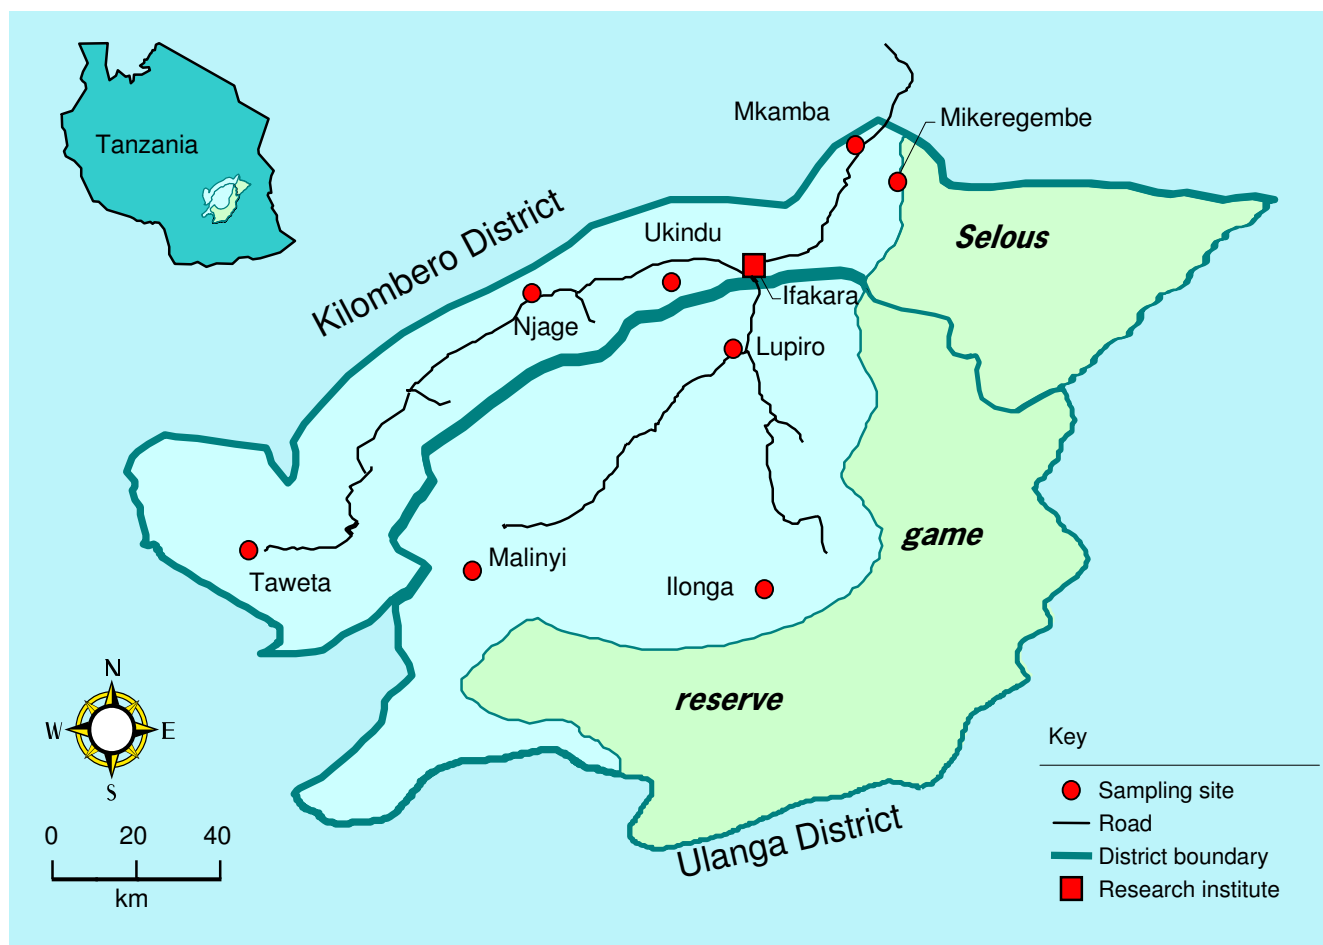 Tanzania
Mkamba
Mikeregembe
Kilombero District
Ukindu
Selous
Ifakara
Njage
Lupiro
game
Malinyi
Ilonga
Taweta
reserve
N
W
E
S
Key
Sampling site
Road
District boundary
Research institute
Ulanga District
0 20 40
km